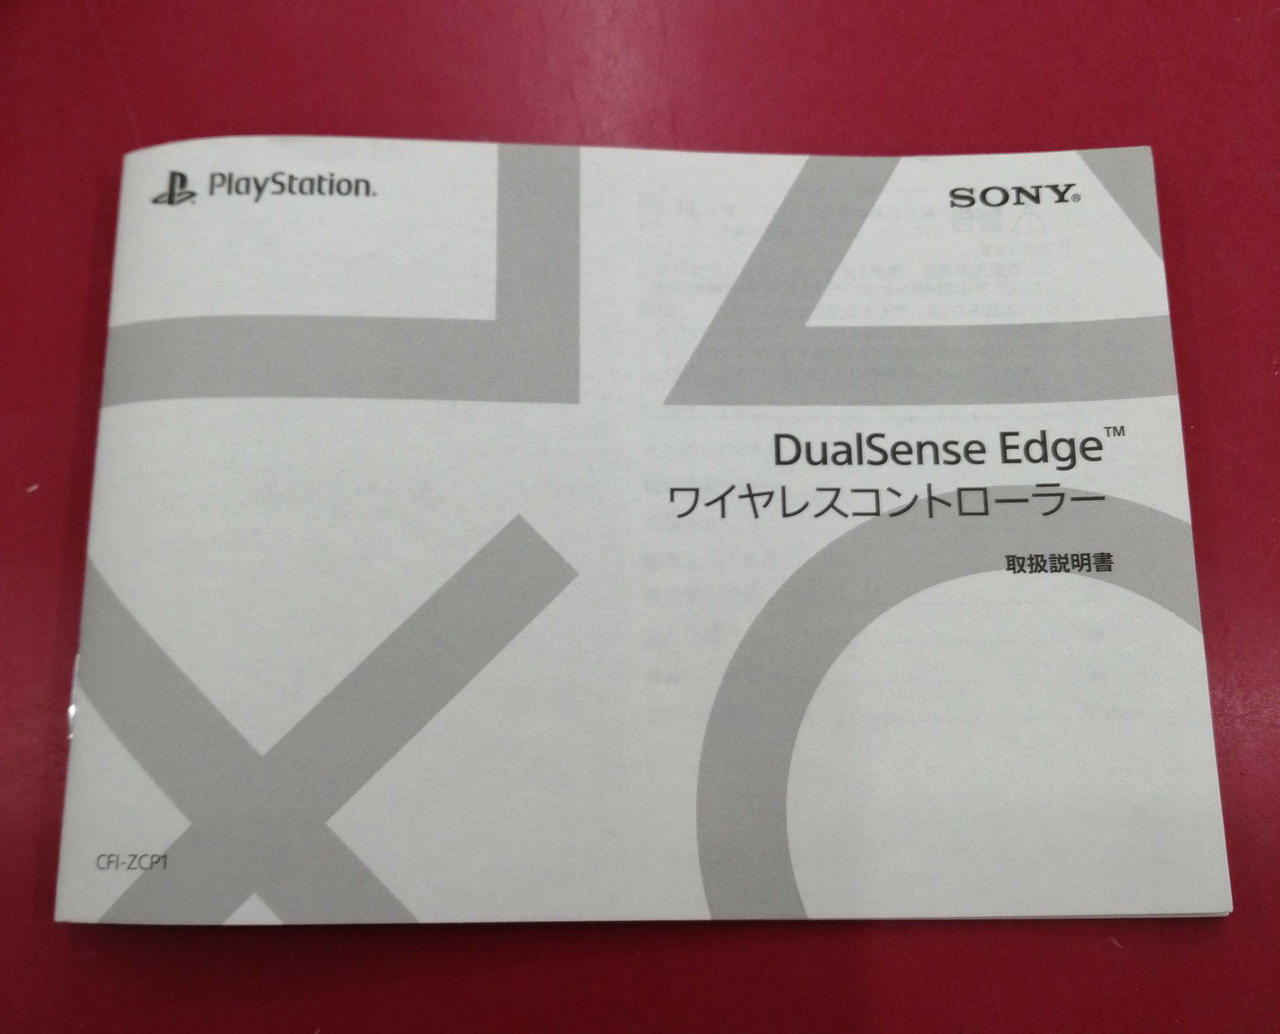 PlayStation®
SONY®
DualSense Edge™
ワイヤレスコントローラー
取扱説明書
CFI-ZCP1